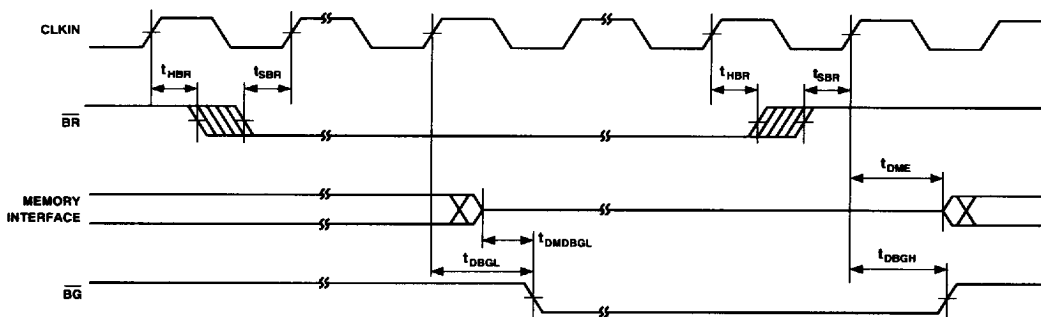 CLKIN
tHBR
tSBR
tHBR
tSBR
BR
tDME
MEMORY
INTERFACE
tDMDBGL
tDBGL
tDBGH
BG